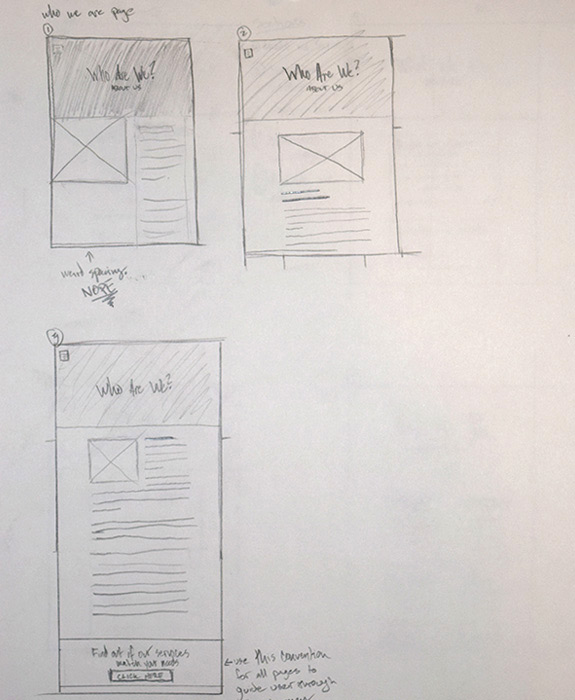 who we are page
1
2
Who Are We?
ABOUT US
Who Are We?
ABOUT US
weird spacing.
NOPE
3
Who Are We?
Find out if our services
match your needs
CLICK HERE
← use this convention
for all pages to
guide user through